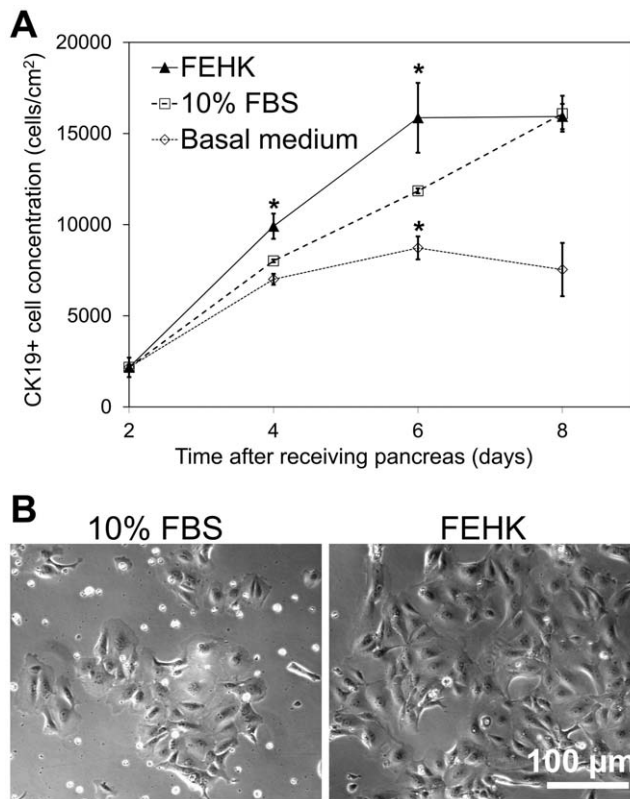 A
20000
15000
10000
5000
0
CK19+ cell concentration (cells/cm²)
FEHK
10% FBS
Basal medium
*
*
*
2 4 6 8
Time after receiving pancreas (days)
B
10% FBS FEHK
100 µm